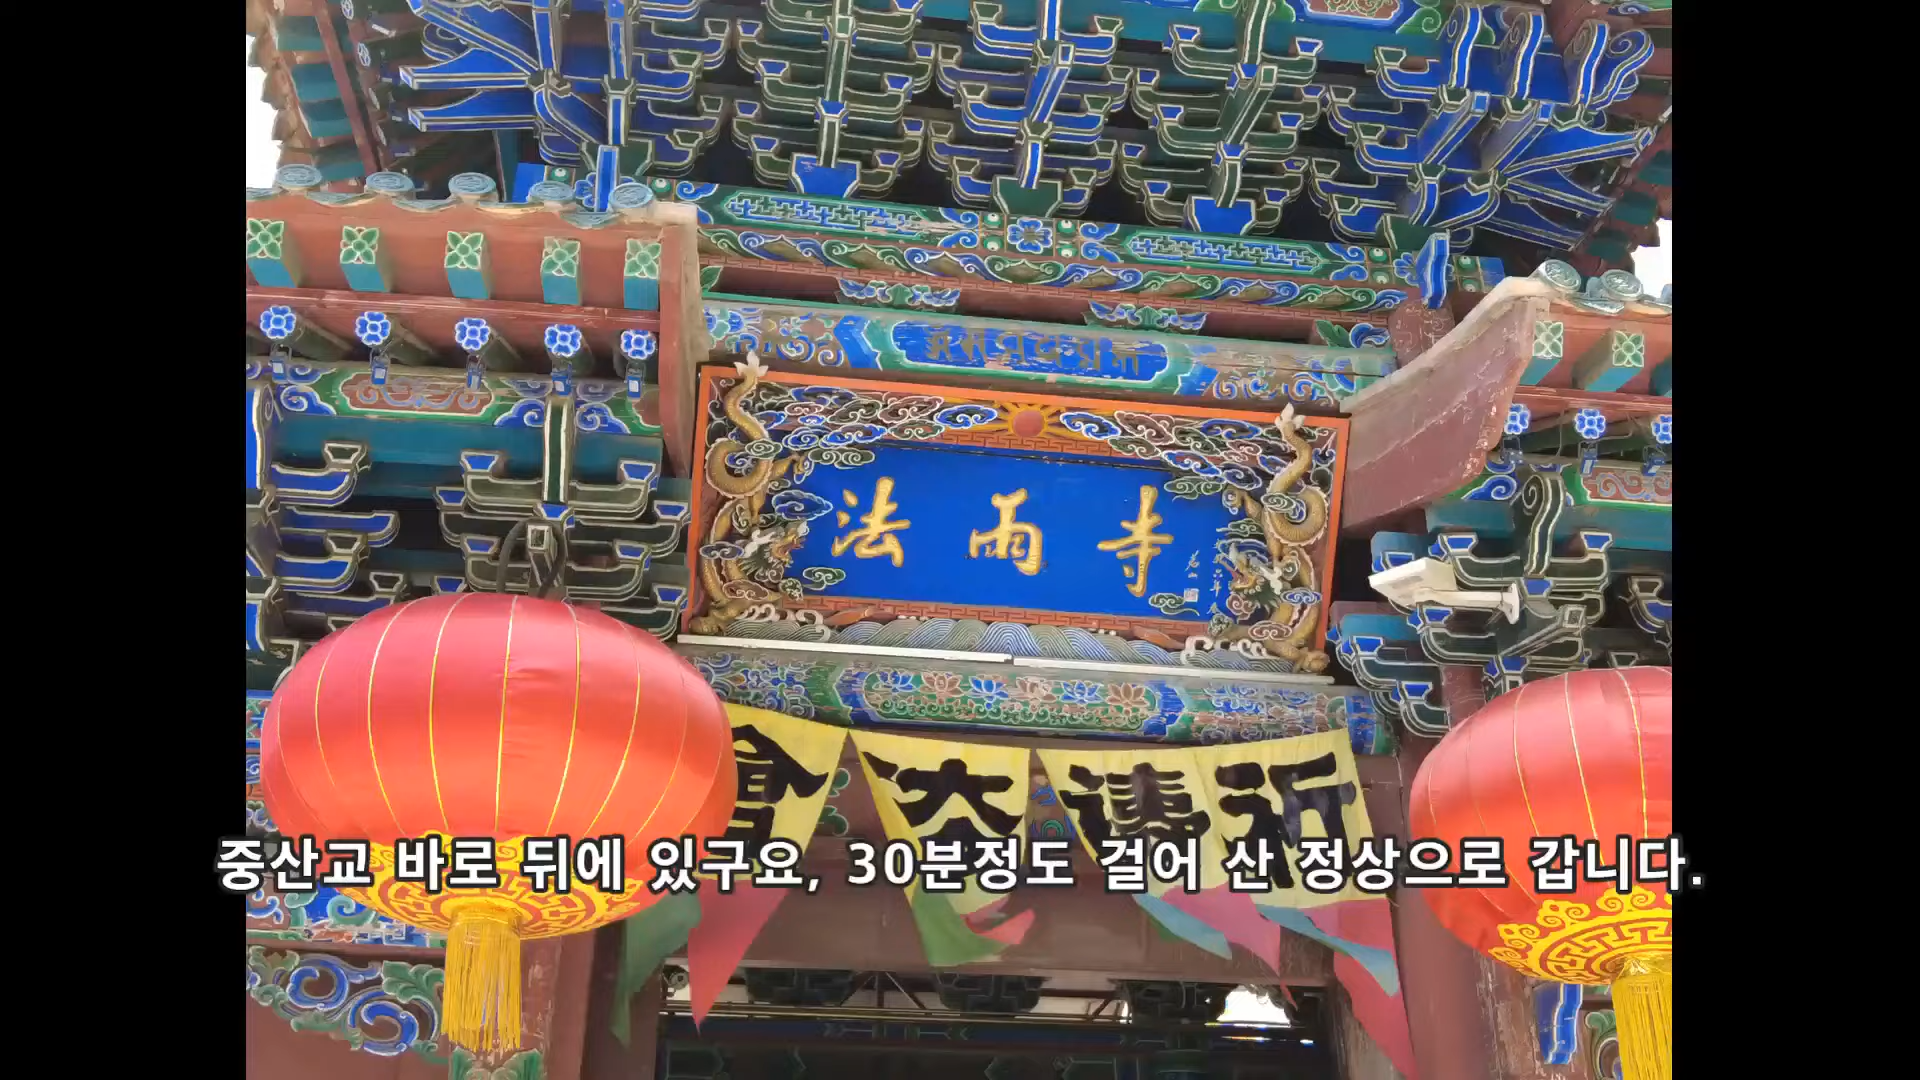 法雨寺
會 大 禱 祈
중산교 바로 뒤에 있구요, 30분정도 걸어 산 정상으로 갑니다.